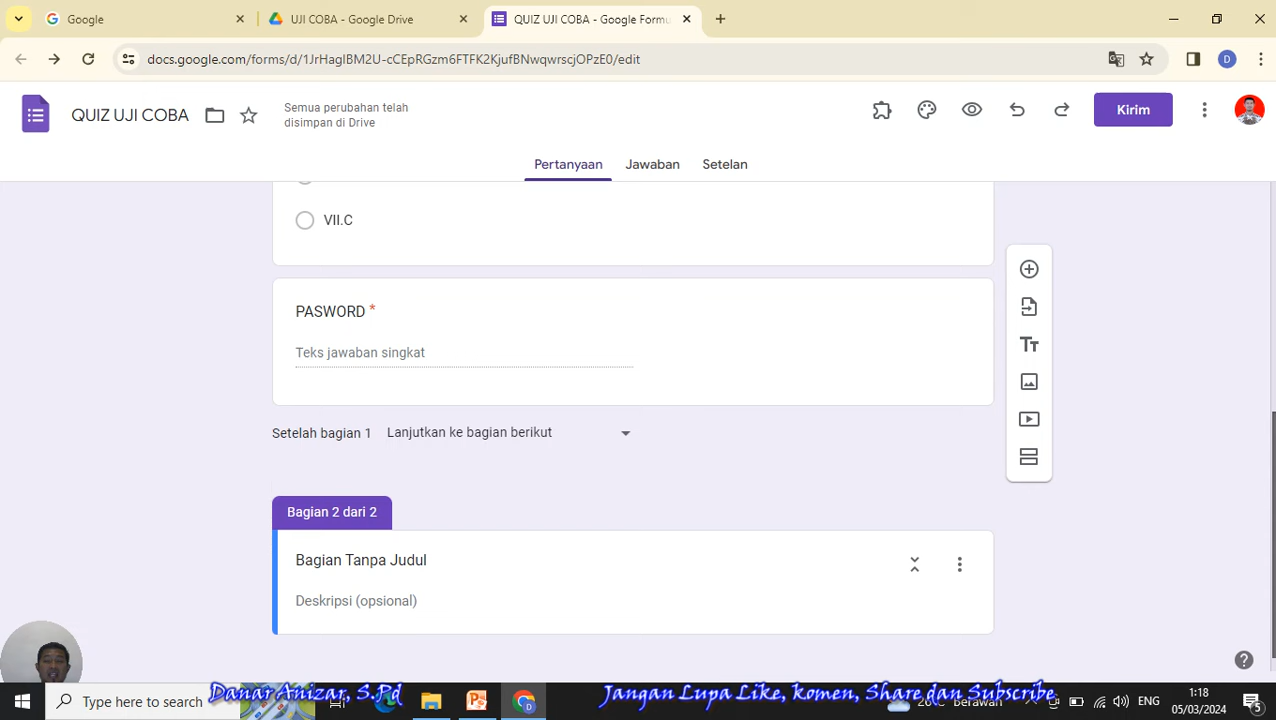 Google
UJI COBA - Google Drive
QUIZ UJI COBA - Google Formu
docs.google.com/forms/d/1JrHagIBM2U-cCEpRGzm6FTFK2KjufBNwqwrscjOPzE0/edit
D
QUIZ UJI COBA
Semua perubahan telah
disimpan di Drive
Kirim
Pertanyaan
Jawaban
Setelan
VII.C
PASWORD *
Teks jawaban singkat
Setelah bagian 1
Lanjutkan ke bagian berikut
Bagian 2 dari 2
Bagian Tanpa Judul
Deskripsi (opsional)
Type here to search
Danar Anizar, S.Pd
Jangan Lupa Like, komen, Share dan Subscribe
Berawan
ENG
1:18
05/03/2024
5